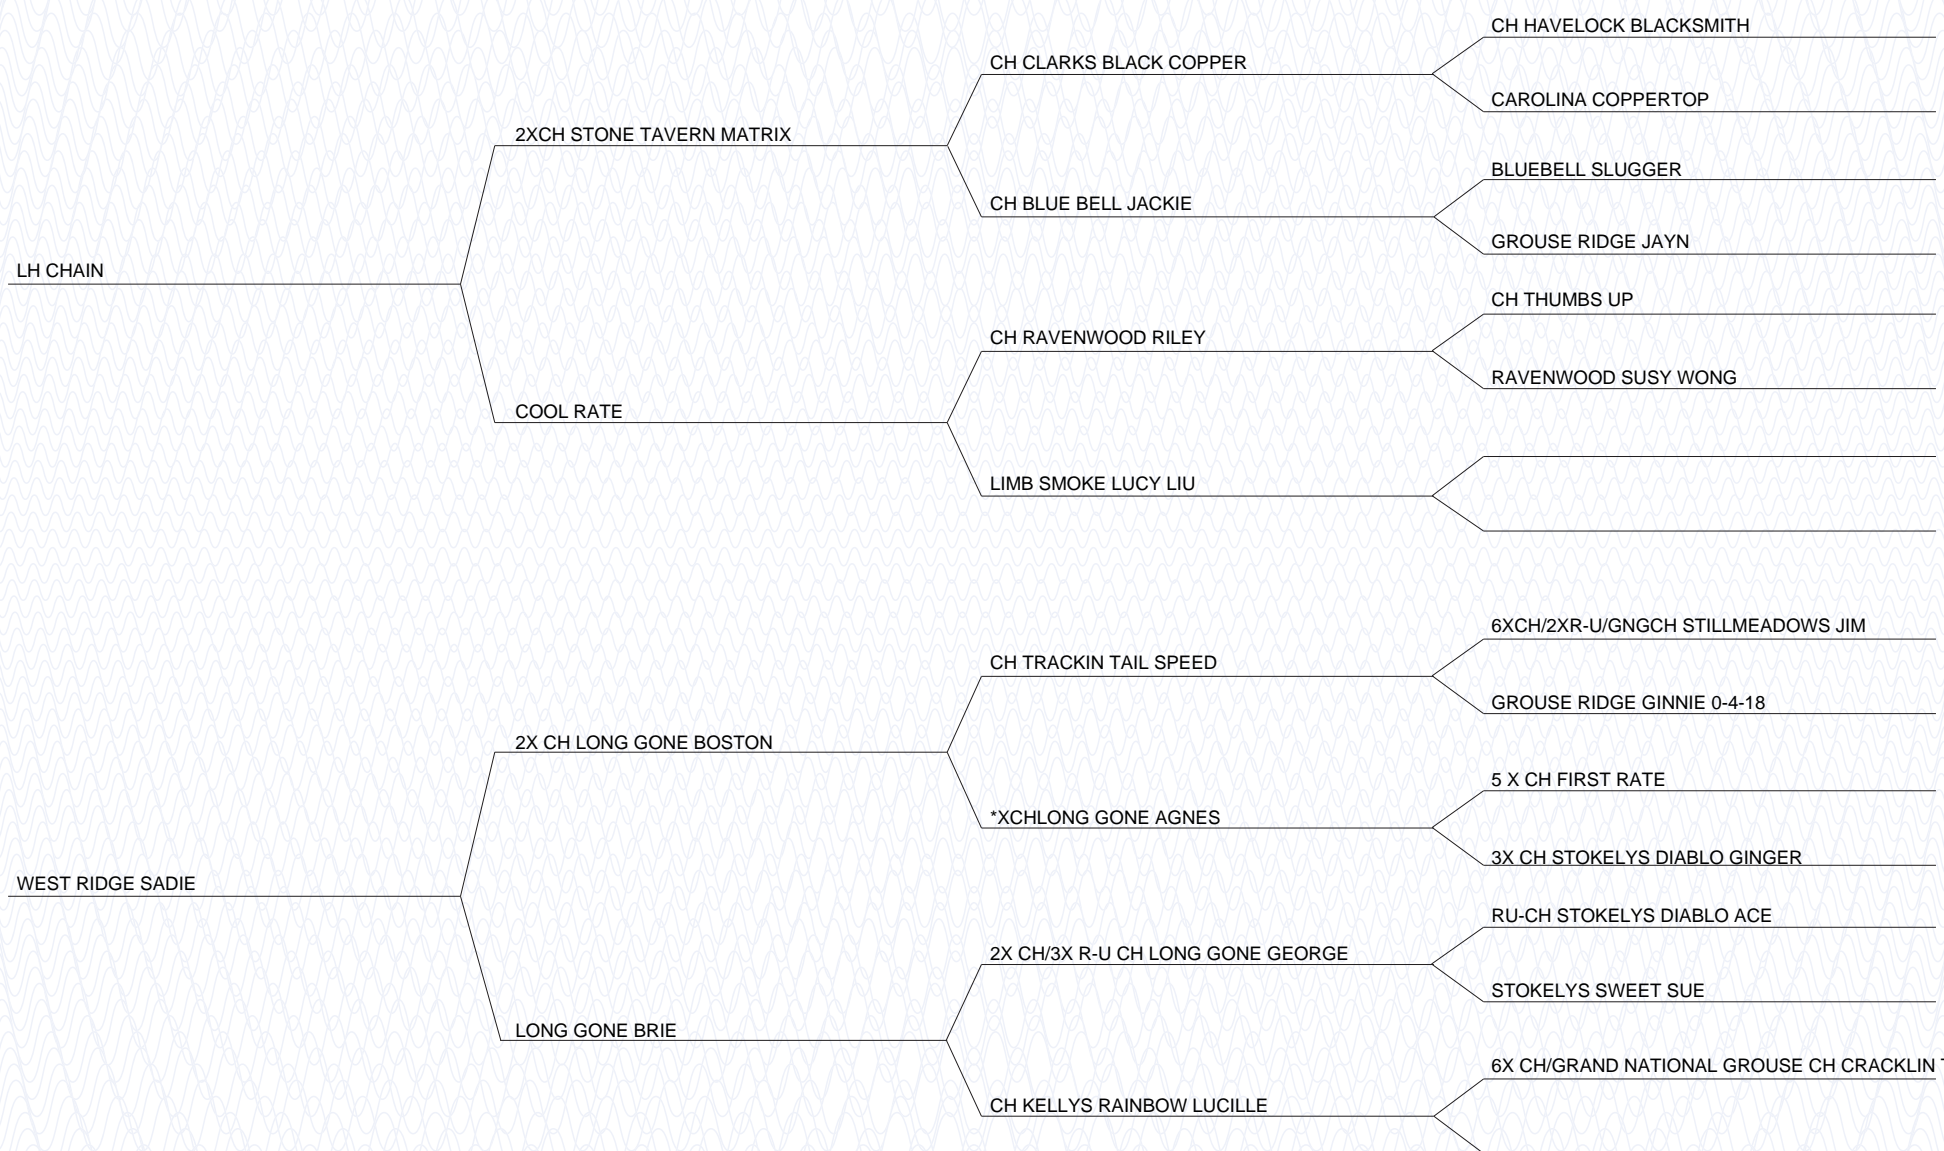 CH HAVELOCK BLACKSMITH
CH CLARKS BLACK COPPER
CAROLINA COPPERTOP
2XCH STONE TAVERN MATRIX
BLUEBELL SLUGGER
CH BLUE BELL JACKIE
GROUSE RIDGE JAYN
LH CHAIN
CH THUMBS UP
CH RAVENWOOD RILEY
RAVENWOOD SUSY WONG
COOL RATE
LIMB SMOKE LUCY LIU
6XCH/2XR-U/GNGCH STILLMEADOWS JIM
CH TRACKIN TAIL SPEED
GROUSE RIDGE GINNIE 0-4-18
2X CH LONG GONE BOSTON
5 X CH FIRST RATE
*XCHLONG GONE AGNES
3X CH STOKELYS DIABLO GINGER
WEST RIDGE SADIE
RU-CH STOKELYS DIABLO ACE
2X CH/3X R-U CH LONG GONE GEORGE
STOKELYS SWEET SUE
LONG GONE BRIE
6X CH/GRAND NATIONAL GROUSE CH CRACKLIN
CH KELLYS RAINBOW LUCILLE